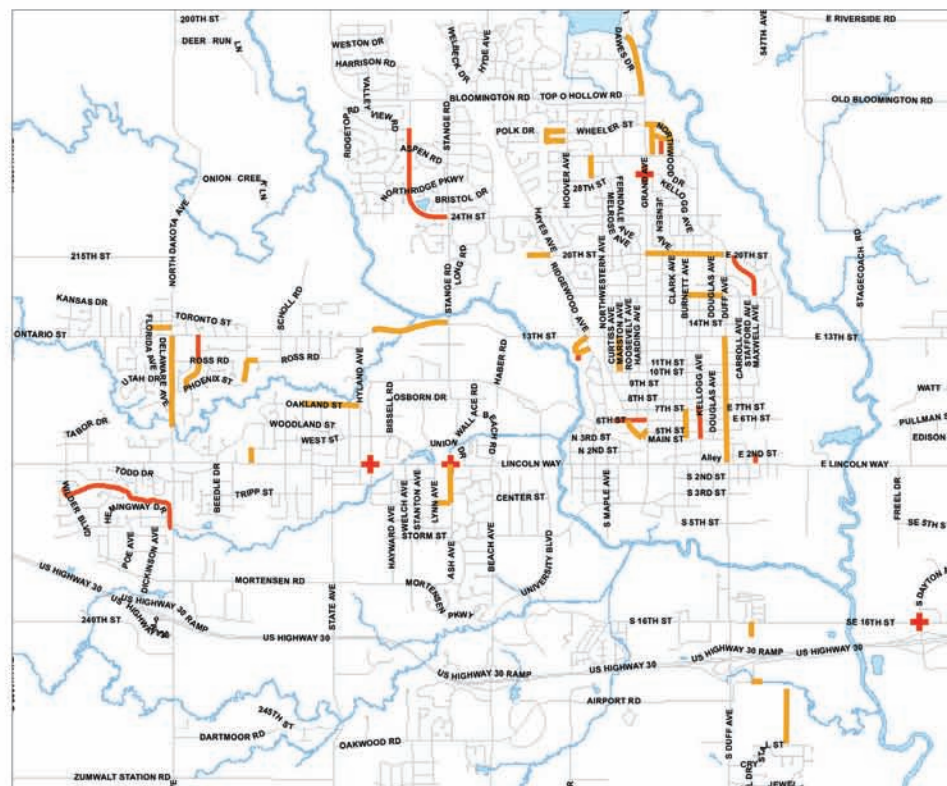 200TH ST
DEER RUN LN
WESTON DR
HARRISON RD
WELBECK DR
HYDE AVE
DAWES DR
547TH AVE
E RIVERSIDE RD
VALLEY VIEW RD
RIDGETOP RD
STANGE RD
BLOOMINGTON RD
TOP O HOLLOW RD
OLD BLOOMINGTON RD
POLK DR
WHEELER ST
NORTHWOOD DR
ASPEN RD
ONION CREEK LN
NORTHRIDGE PKWY
BRISTOL DR
HOOVER AVE
28TH ST
FERNDALE AVE
MELROSE AVE
GRAND AVE
KELLOGG AVE
JENSEN AVE
24TH ST
NORTH DAKOTA AVE
HAYES AVE
215TH ST
LONG RD
20TH ST
E 20TH ST
STAGECOACH RD
RIDGEWOOD AVE
NORTHWESTERN AVE
CLARK AVE
BURNETT AVE
DOUGLAS AVE
DUFF AVE
KANSAS DR
SCHOLL RD
STANGE RD
TORONTO ST
FLORIDA AVE
ONTARIO ST
13TH ST
CURTISS AVE
MARSTON AVE
ROOSEVELT AVE
HARDING AVE
14TH ST
CARROLL AVE
STAFFORD AVE
MAXWELL AVE
E 13TH ST
DELAWARE AVE
ROSS RD
ROSS RD
HABER RD
11TH ST
10TH ST
UTAH DR
PHOENIX ST
HYLAND AVE
9TH ST
8TH ST
KELLOGG AVE
DOUGLAS AVE
WATT
OAKLAND ST
OSBORN DR
BISSELL RD
WALLACE RD
BEACH RD
7TH ST
E 7TH ST
6TH ST
E 6TH ST
PULLMAN S
TABOR DR
WOODLAND ST
WEST ST
UNION DR
N 3RD ST
5TH ST
MAIN ST
EDISON
N 2ND ST
Alley
E 2ND ST
TODD DR
LINCOLN WAY
E LINCOLN WAY
BEEDLE DR
TRIPP ST
S 2ND ST
WILDER BLVD
HEMINGWAY DR
WELCH AVE
STANTON AVE
LYNN AVE
CENTER ST
S MAPLE AVE
S 3RD ST
FREEL DR
HAYWARD AVE
STORM ST
S 5TH ST
SE 5TH ST
POE AVE
DICKINSON AVE
ASH AVE
BEACH AVE
UNIVERSITY BLVD
US HIGHWAY 30
MORTENSEN RD
S DAYTON A
US HIGHWAY 30 RAMP
STATE AVE
MORTENSEN PKWY
240TH ST
S 16TH ST
SE 16TH ST
US HIGHWAY 30
US HIGHWAY 30 RAMP
US HIGHWAY 30
US HIGHWAY 30
US HIGHWAY 30 RAMP
AIRPORT RD
245TH ST
DARTMOOR RD
OAKWOOD RD
S DUFF AVE
ZUMWALT STATION RD